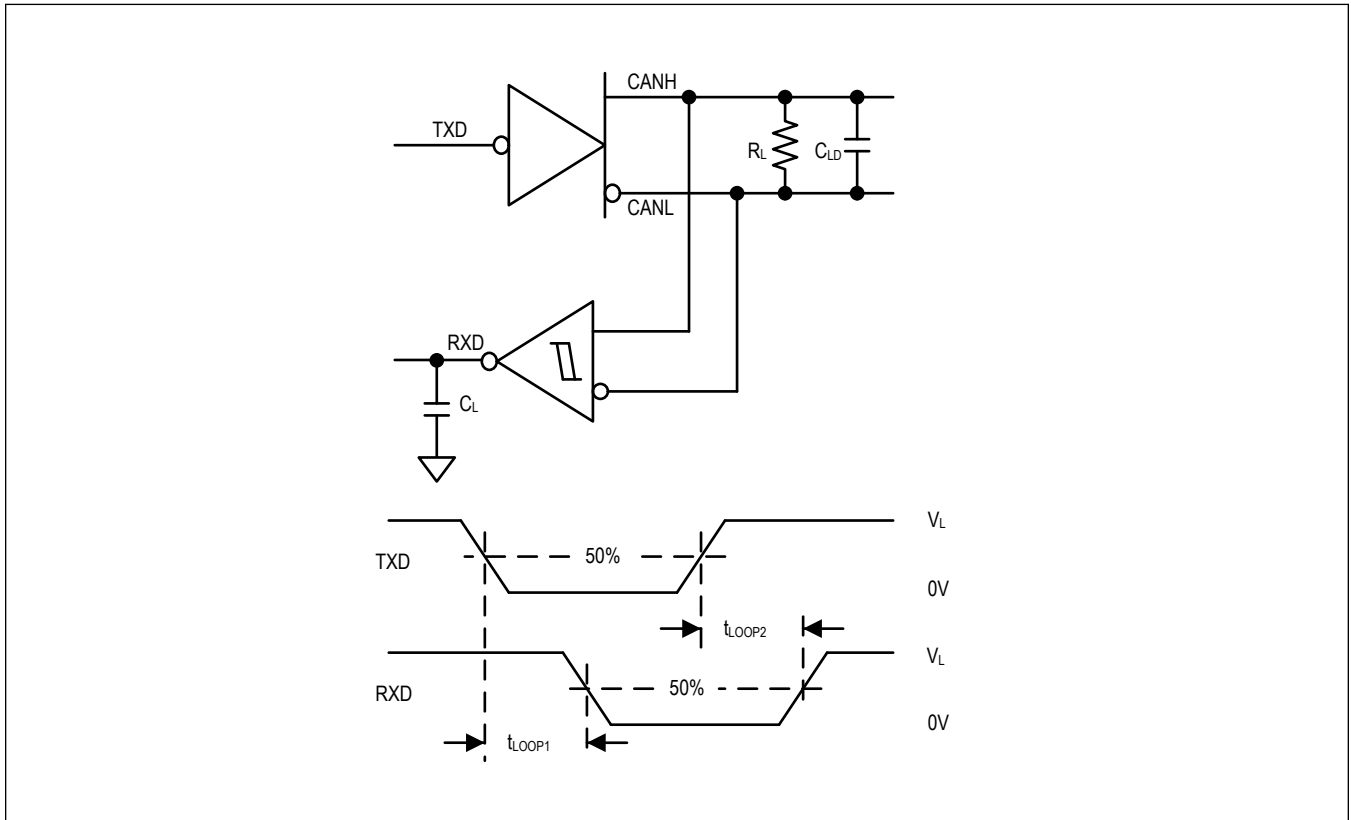 CANH
TXD
RL
CLD
CANL
RXD
CL
VL
TXD
50%
0V
tLOOP2
VL
RXD
50%
0V
tLOOP1